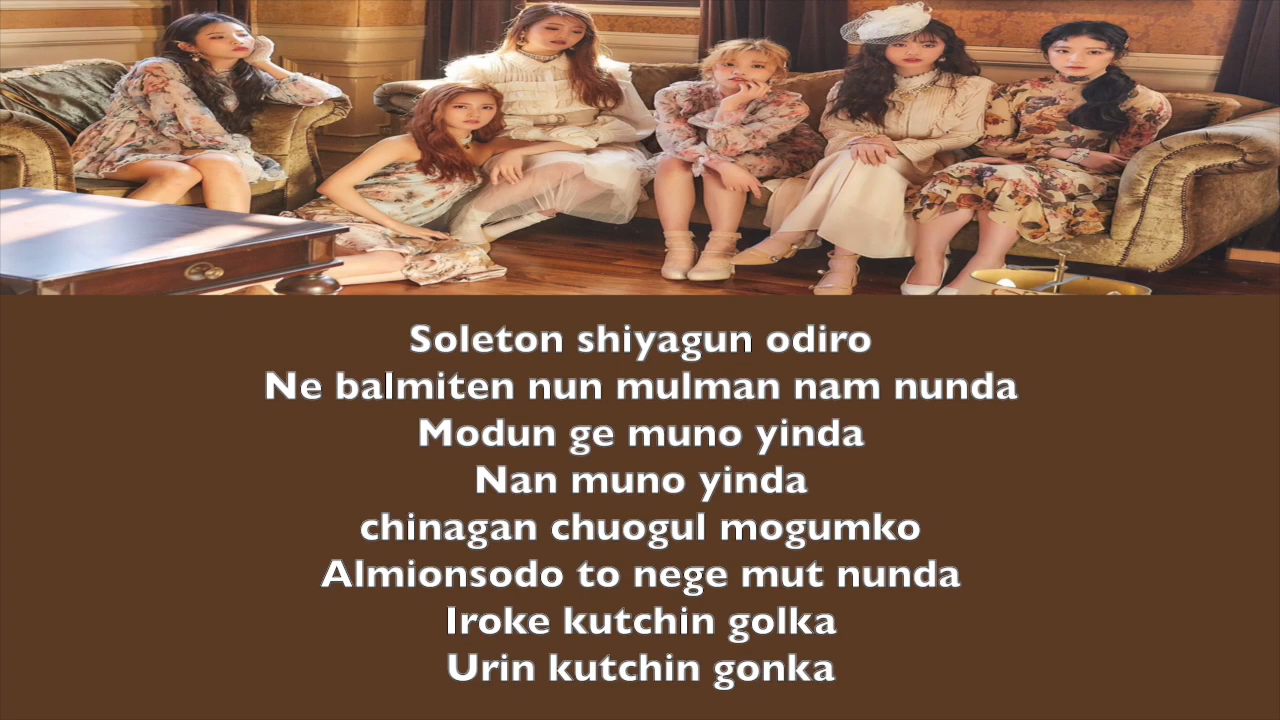 Soleton shiyagun odiro
Ne balmiten nun mulman nam nunda
Modun ge muno yinda
Nan muno yinda
chinagan chuogul mogumko
Almionsodo to nege mut nunda
Iroke kutchin golka
Urin kutchin gonka